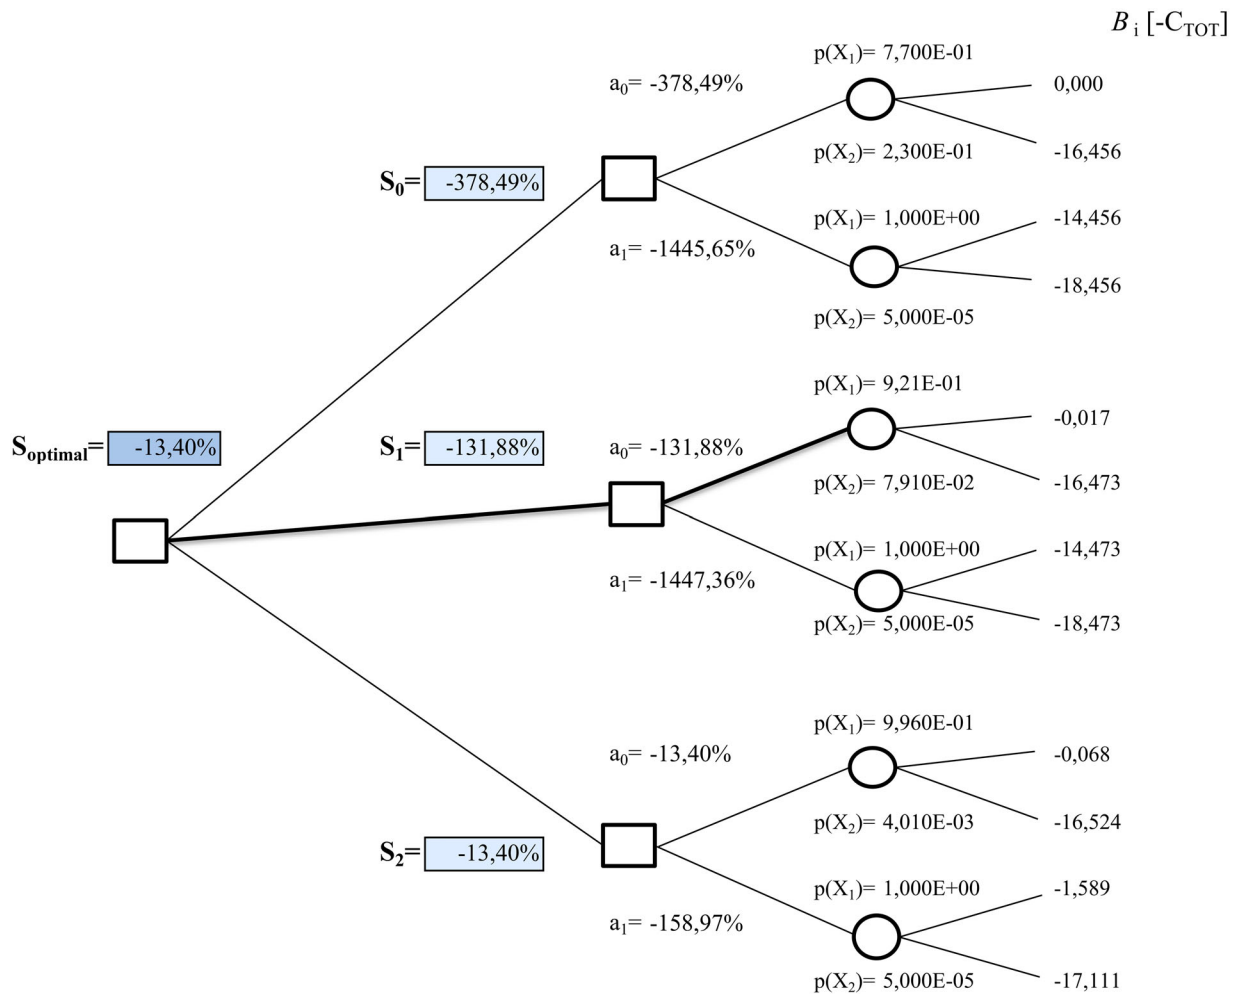 B i [-CTOT]
p(X1)= 7,700E-01
a0= -378,49%
0,000
p(X2)= 2,300E-01
-16,456
S0= -378,49%
p(X1)= 1,000E+00
-14,456
a1= -1445,65%
-18,456
p(X2)= 5,000E-05
p(X1)= 9,21E-01
-0,017
Soptimal= -13,40%
S1= -131,88%
a0= -131,88%
p(X2)= 7,910E-02
-16,473
p(X1)= 1,000E+00
-14,473
a1= -1447,36%
p(X2)= 5,000E-05
-18,473
p(X1)= 9,960E-01
a0= -13,40%
-0,068
p(X2)= 4,010E-03
-16,524
S2= -13,40%
p(X1)= 1,000E+00
-1,589
a1= -158,97%
p(X2)= 5,000E-05
-17,111